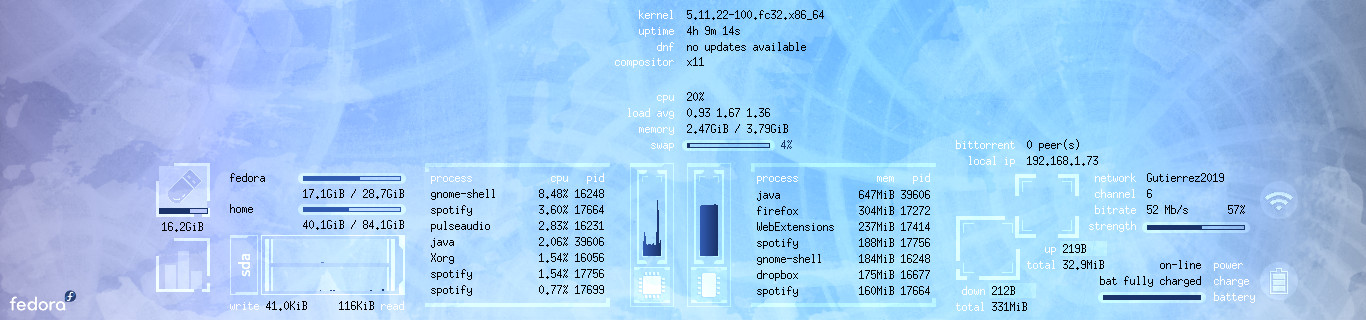 kernel 5.11.22-100.fc32.x86_64
uptime 4h 9m 14s
dnf no updates available
compositor x11
cpu 20%
load avg 0.93 1.67 1.36
memory 2.47GiB / 3.79GiB
swap 4%
16.2GiB
fedora
17.1GiB / 28.7GiB
home
40.1GiB / 84.1GiB
sda
write 41.0KiB 116KiB read
process cpu pid
gnome-shell 8.48% 16248
spotify 3.60% 17664
pulseaudio 2.83% 16231
java 2.06% 39606
Xorg 1.54% 16056
spotify 1.54% 17756
spotify 0.77% 17699
process mem pid
java 647MiB 39606
firefox 304MiB 17272
WebExtensions 237MiB 17414
spotify 188MiB 17756
gnome-shell 184MiB 16248
dropbox 175MiB 16677
spotify 160MiB 17664
bittorrent 0 peer(s)
local ip 192.168.1.73
network Gutierrez2019
channel 6
bitrate 52 Mb/s 57%
strength
up 219B
total 32.9MiB
down 212B
total 331MiB
on-line power
bat fully charged charge
battery
fedora